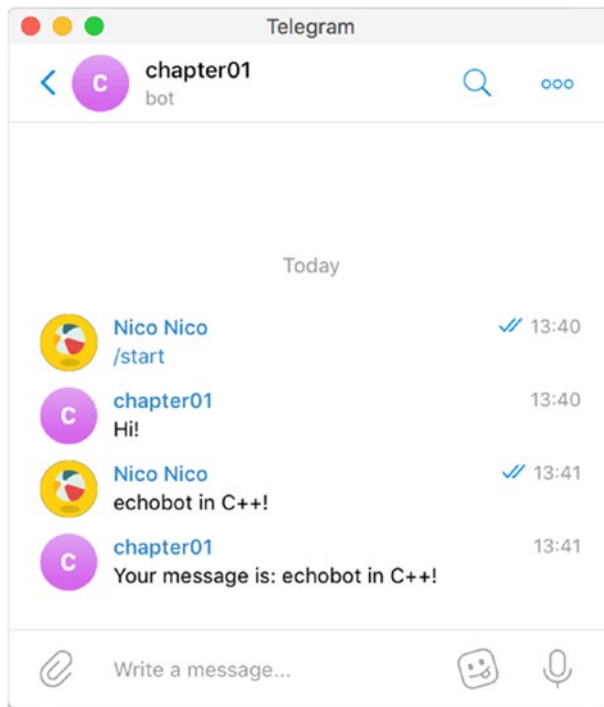 Telegram
C
chapter01
bot
Today
Nico Nico
13:40
/start
chapter01
13:40
C
Hi!
Nico Nico
13:41
echobot in C++!
chapter01
13:41
C
Your message is: echobot in C++!
Write a message...